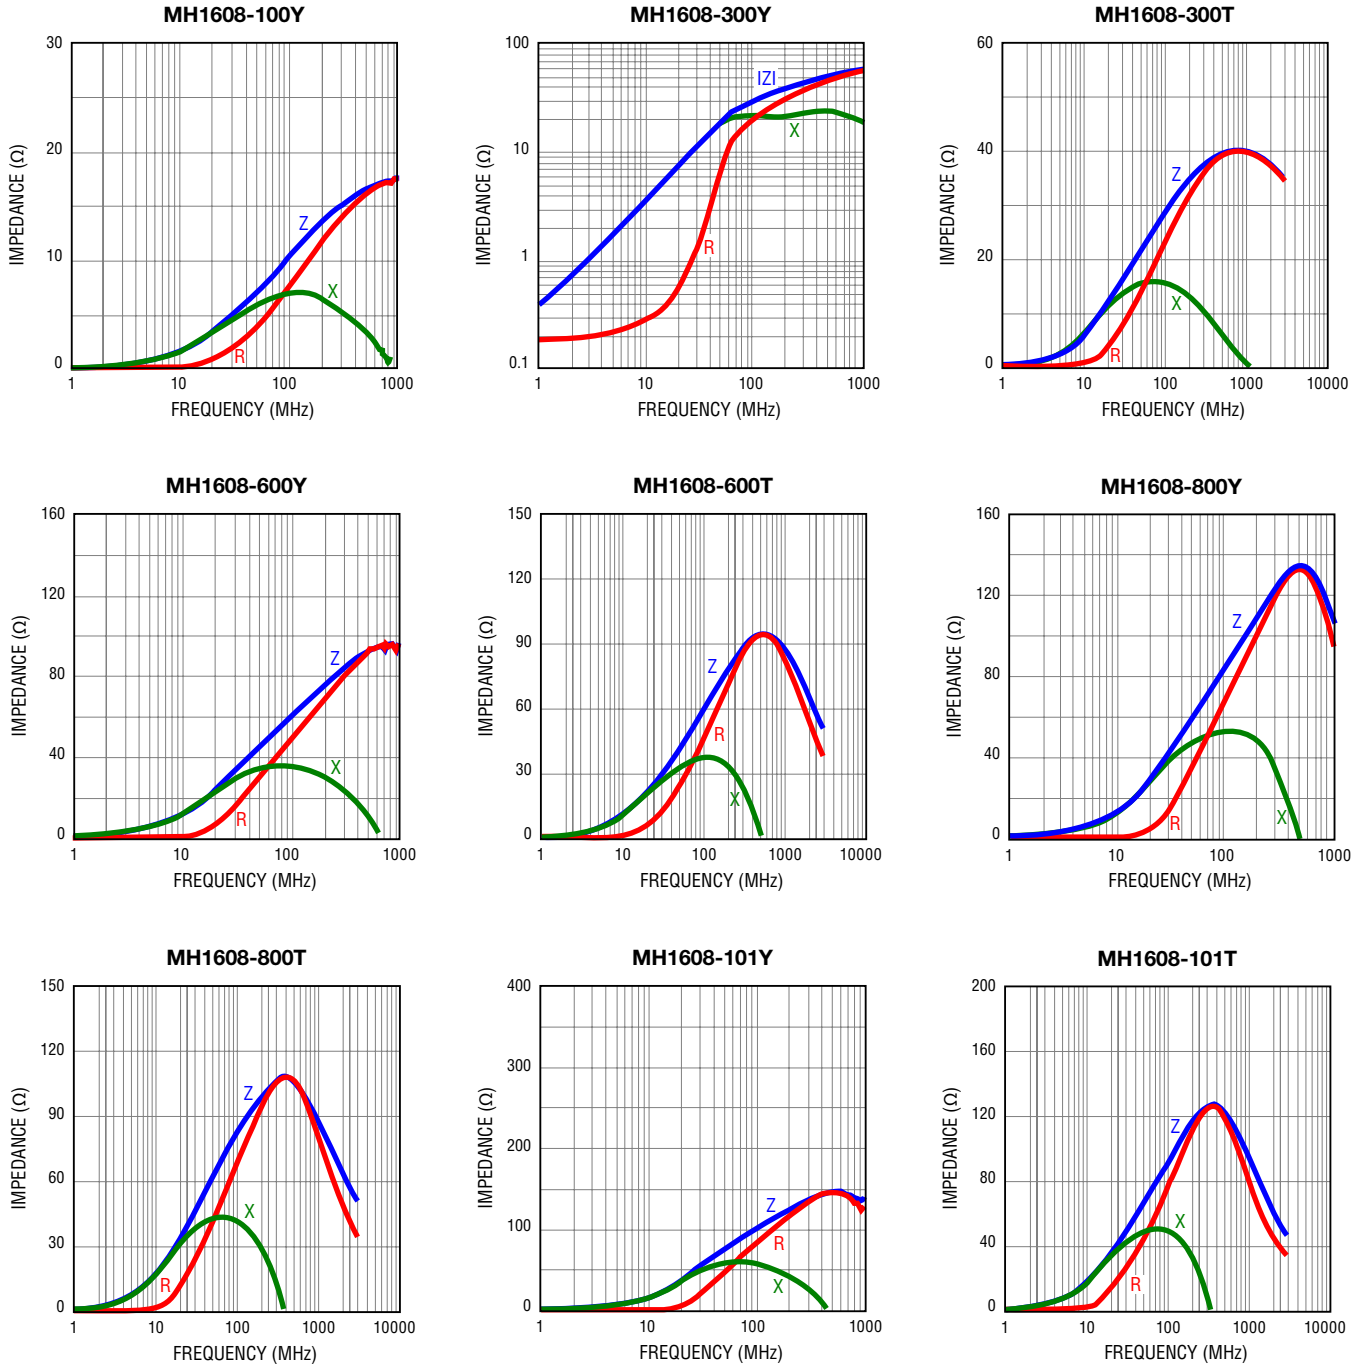 MH1608-100Y
IMPEDANCE (Ω)
30
20
10
0
Z
X
R
1
10
100
1000
FREQUENCY (MHz)
MH1608-300Y
IMPEDANCE (Ω)
100
10
1
0.1
IZI
X
R
1
10
100
1000
FREQUENCY (MHz)
MH1608-300T
IMPEDANCE (Ω)
60
40
20
0
Z
X
R
1
10
100
1000
10000
FREQUENCY (MHz)
MH1608-600Y
IMPEDANCE (Ω)
160
120
80
40
0
Z
X
R
1
10
100
1000
FREQUENCY (MHz)
MH1608-600T
IMPEDANCE (Ω)
150
120
90
60
30
0
Z
R
X
1
10
100
1000
10000
FREQUENCY (MHz)
MH1608-800Y
IMPEDANCE (Ω)
160
120
80
40
0
Z
R
X
1
10
100
1000
FREQUENCY (MHz)
MH1608-800T
IMPEDANCE (Ω)
150
120
90
60
30
0
Z
X
R
1
10
100
1000
10000
FREQUENCY (MHz)
MH1608-101Y
IMPEDANCE (Ω)
400
300
200
100
0
Z
R
X
1
10
100
1000
FREQUENCY (MHz)
MH1608-101T
IMPEDANCE (Ω)
200
160
120
80
40
0
Z
X
R
1
10
100
1000
10000
FREQUENCY (MHz)